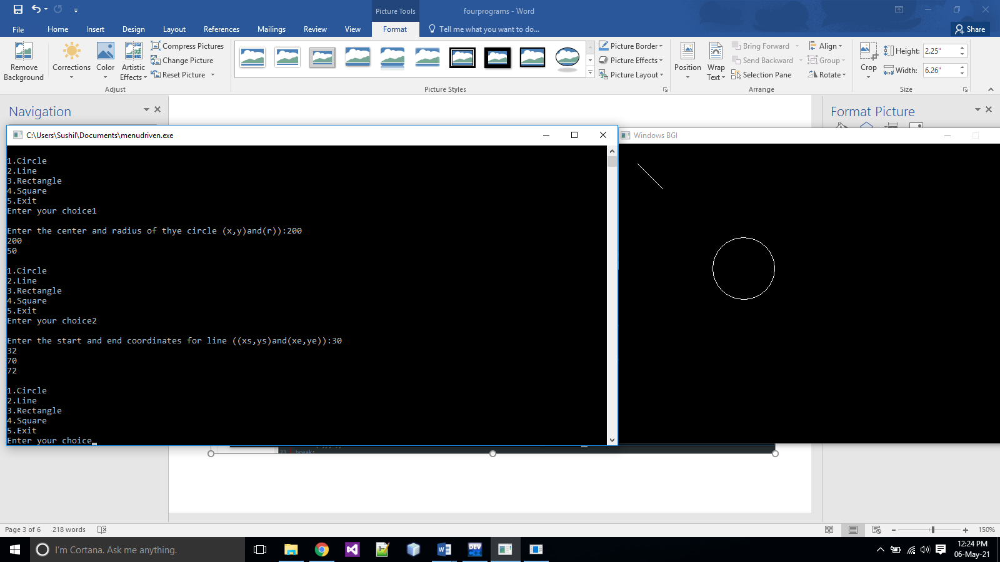 Picture Tools
fourprograms - Word
File Home Insert Design Layout References Mailings Review View Format Tell me what you want to do... Share
Remove Background
Corrections
Color
Artistic Effects
Compress Pictures
Change Picture
Reset Picture
Adjust
Picture Styles
Picture Border
Picture Effects
Picture Layout
Position
Wrap Text
Bring Forward
Send Backward
Selection Pane
Align
Group
Rotate
Arrange
Crop
Height: 2.25"
Width: 6.26"
Size
Navigation
Format Picture
C:\Users\Sushil\Documents\menudriven.exe
1.Circle
2.Line
3.Rectangle
4.Square
5.Exit
Enter your choice1
Enter the center and radius of thye circle (x,y)and(r)):200
200
50
1.Circle
2.Line
3.Rectangle
4.Square
5.Exit
Enter your choice2
Enter the start and end coordinates for line ((xs,ys)and(xe,ye)):30
32
70
72
1.Circle
2.Line
3.Rectangle
4.Square
5.Exit
Enter your choice
Windows BGI
23 break;
Page 3 of 6 218 words
150%
I'm Cortana. Ask me anything.
DEV
12:24 PM
06-May-21